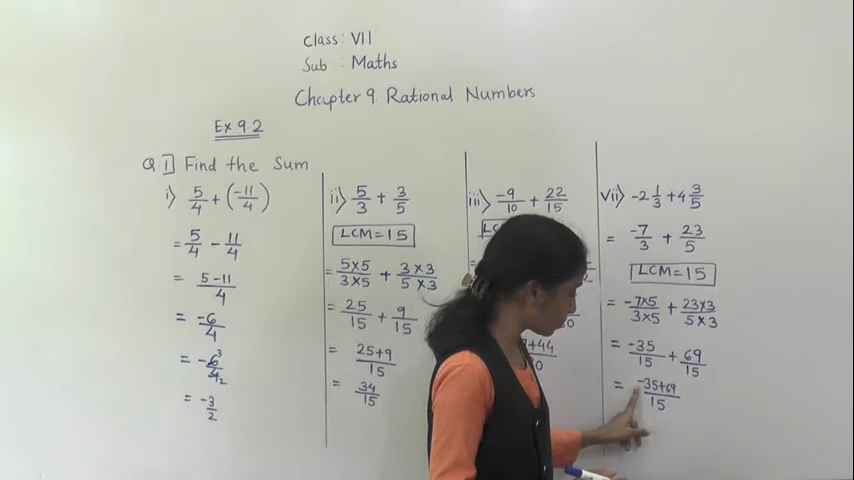 Class : VII
Sub : Maths
Chapter 9. Rational Numbers
Ex 9.2
Q.1] Find the Sum
i) 5/4 + (-11/4)
= 5/4 - 11/4
= 5-11/4
= -6/4
= -6³/4₂
= -3/2
ii) 5/3 + 3/5
LCM = 15
= 5×5/3×5 + 3×3/5×3
= 25/15 + 9/15
= 25+9/15
= 34/15
iii) -9/10 + 22/15
vii) -2 1/3 + 4 3/5
= -7/3 + 23/5
LCM = 15
= -7×5/3×5 + 23×3/5×3
= -35/15 + 69/15
= -35+69/15